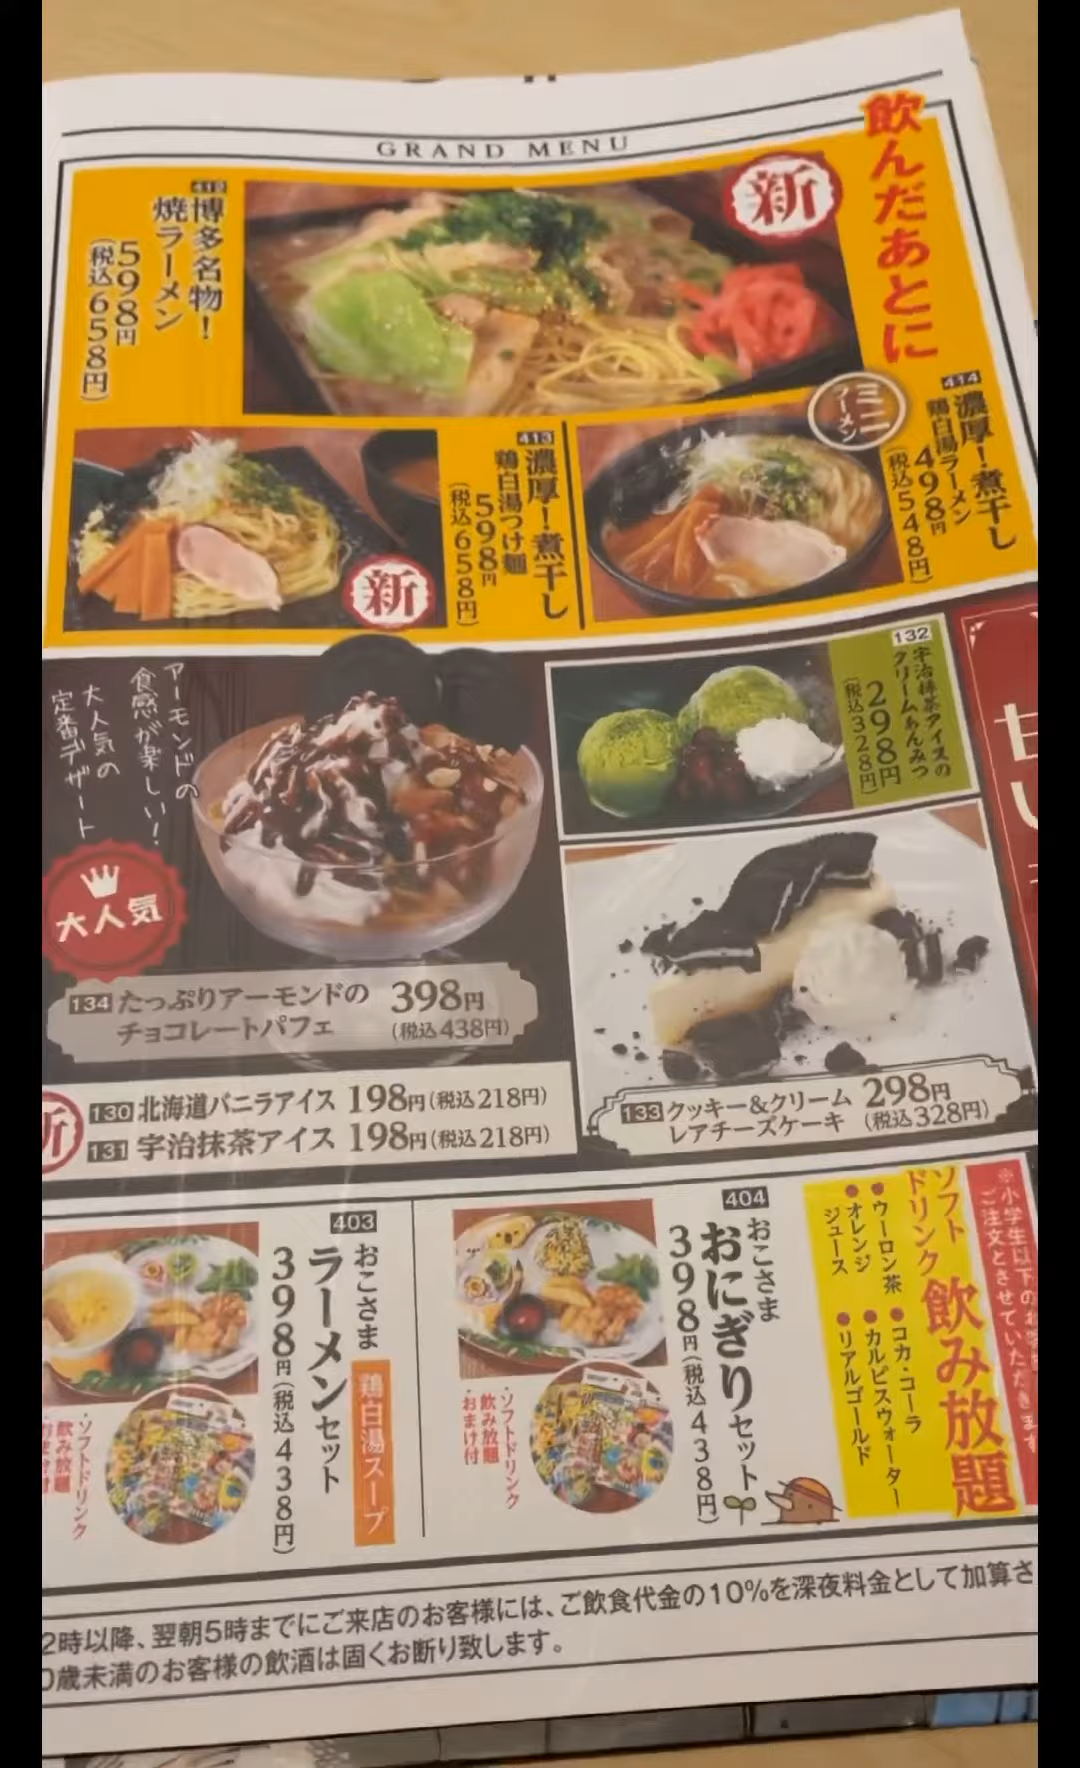 GRAND MENU
飲んだあとに
新
412
博多名物！
焼ラーメン
598円
(税込658円)
ミニ
ラーメン
414
濃厚！煮干し
鶏白湯ラーメン
498円
(税込548円)
413
濃厚！煮干し
鶏白湯つけ麺
598円
(税込658円)
新
アーモンドの
食感が楽しい！
大人気の
定番デザート
大人気
132
宇治抹茶アイスの
クリームあんみつ
298円
(税込328円)
甘い
134 たっぷりアーモンドの
チョコレートパフェ
398円
(税込438円)
新
130 北海道バニラアイス 198円(税込218円)
131 宇治抹茶アイス 198円(税込218円)
133 クッキー&クリーム
レアチーズケーキ
298円
(税込328円)
※小学生以下のお
ご注文とさせていただきます
ソフト
ドリンク飲み放題
●ウーロン茶
●オレンジ
ジュース
●コカ・コーラ
●カルピスウォーター
●リアルゴールド
404
おこさま
おにぎりセット
398円(税込438円)
・ソフトドリンク
飲み放題
・おまけ付
403
おこさま 鶏白湯スープ
ラーメンセット
398円(税込438円)
・ソフトドリンク
飲み放題
2時以降、翌朝5時までにご来店のお客様には、ご飲食代金の10%を深夜料金として加算さ
0歳未満のお客様の飲酒は固くお断り致します。